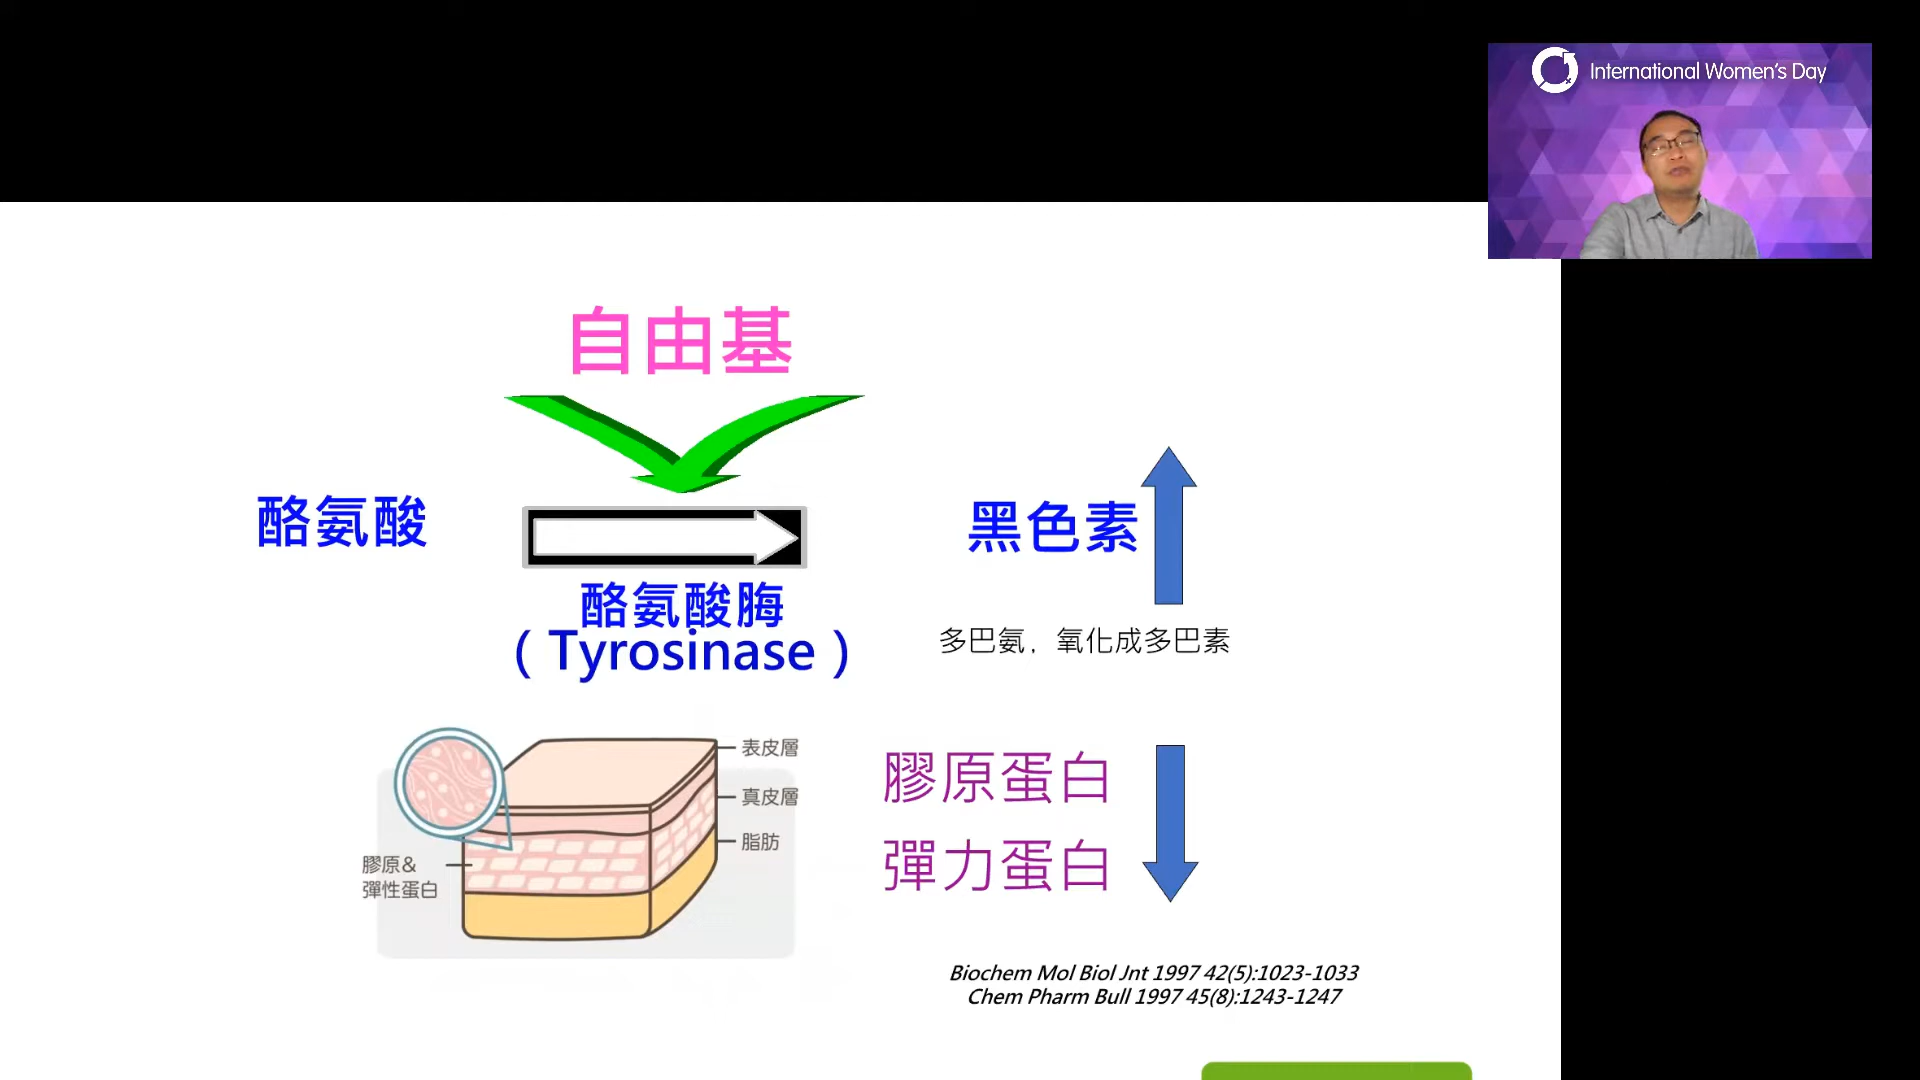 International Women's Day
自由基
酪氨酸
黑色素
酪氨酸脢
（Tyrosinase）
多巴氨，氧化成多巴素
表皮層
真皮層
脂肪
膠原&
彈性蛋白
膠原蛋白
彈力蛋白
Biochem Mol Biol Jnt 1997 42(5):1023-1033
Chem Pharm Bull 1997 45(8):1243-1247